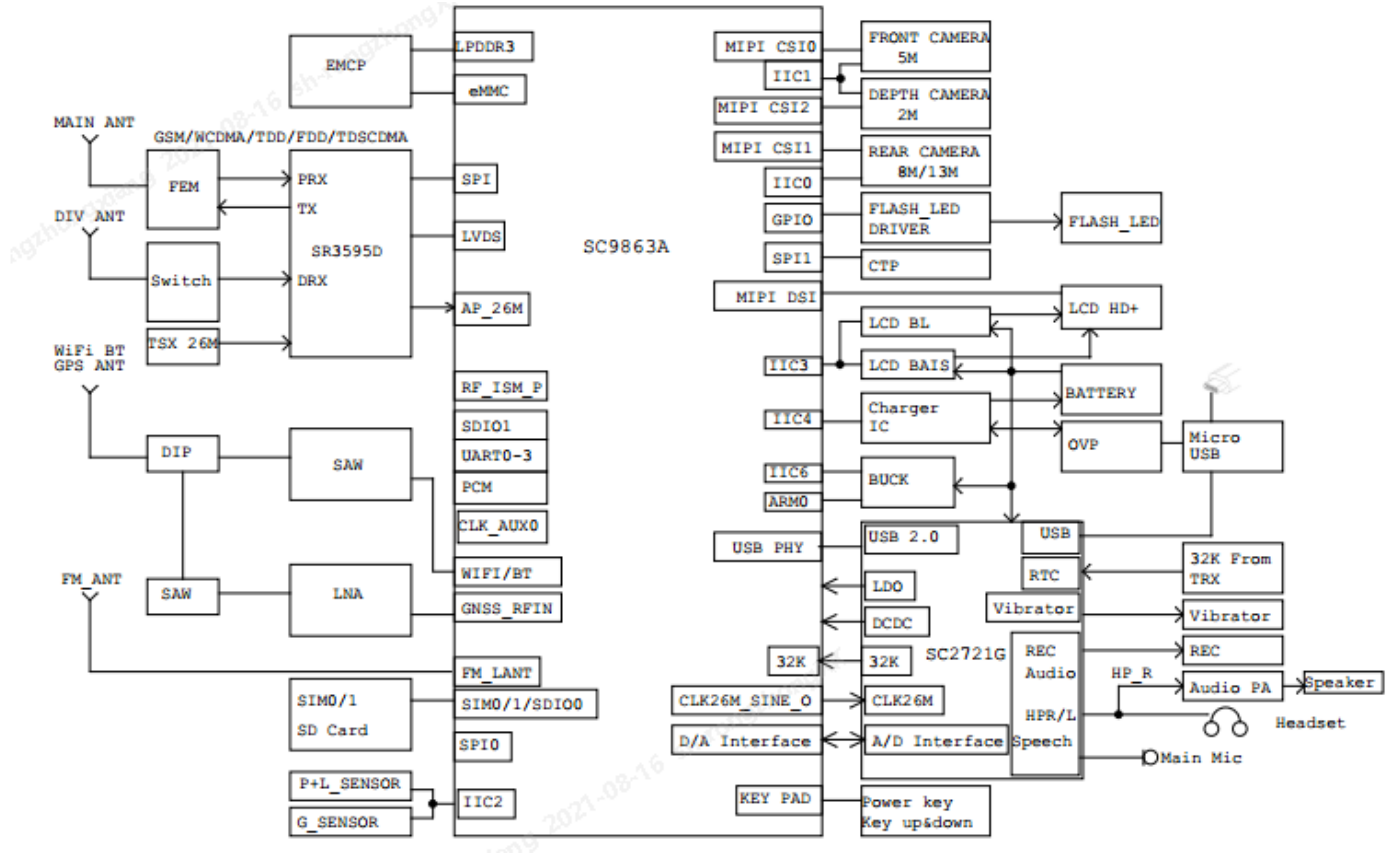 EMCP
LPDDR3
eMMC
MAIN ANT
GSM/WCDMA/TDD/FDD/TDSCDMA
FEM
PRX
TX
SPI
DIV ANT
LVDS
SR3595D
Switch
DRX
AP_26M
TSX 26M
WiFi BT
GPS ANT
RF_ISM_P
SDIO1
UART0-3
PCM
CLK_AUX0
DIP
SAW
WIFI/BT
FM_ANT
SAW
LNA
GNSS_RFIN
FM_LANT
SIM0/1
SD Card
SIM0/1/SDIO0
SPI0
P+L_SENSOR
G_SENSOR
IIC2
SC9863A
MIPI CSI0
FRONT CAMERA
5M
IIC1
DEPTH CAMERA
2M
MIPI CSI2
MIPI CSI1
REAR CAMERA
8M/13M
IIC0
GPIO
FLASH_LED
DRIVER
FLASH_LED
SPI1
CTP
MIPI DSI
LCD HD+
LCD BL
IIC3
LCD BAIS
BATTERY
IIC4
Charger
IC
OVP
Micro
USB
IIC6
BUCK
ARM0
USB PHY
USB 2.0
USB
RTC
32K From
TRX
LDO
Vibrator
Vibrator
DCDC
SC2721G
32K
32K
REC
Audio
REC
HP_R
Audio PA
Speaker
CLK26M_SINE_O
CLK26M
HPR/L
Headset
D/A Interface
A/D Interface
Speech
Main Mic
KEY PAD
Power key
Key up&down
2021-08-16